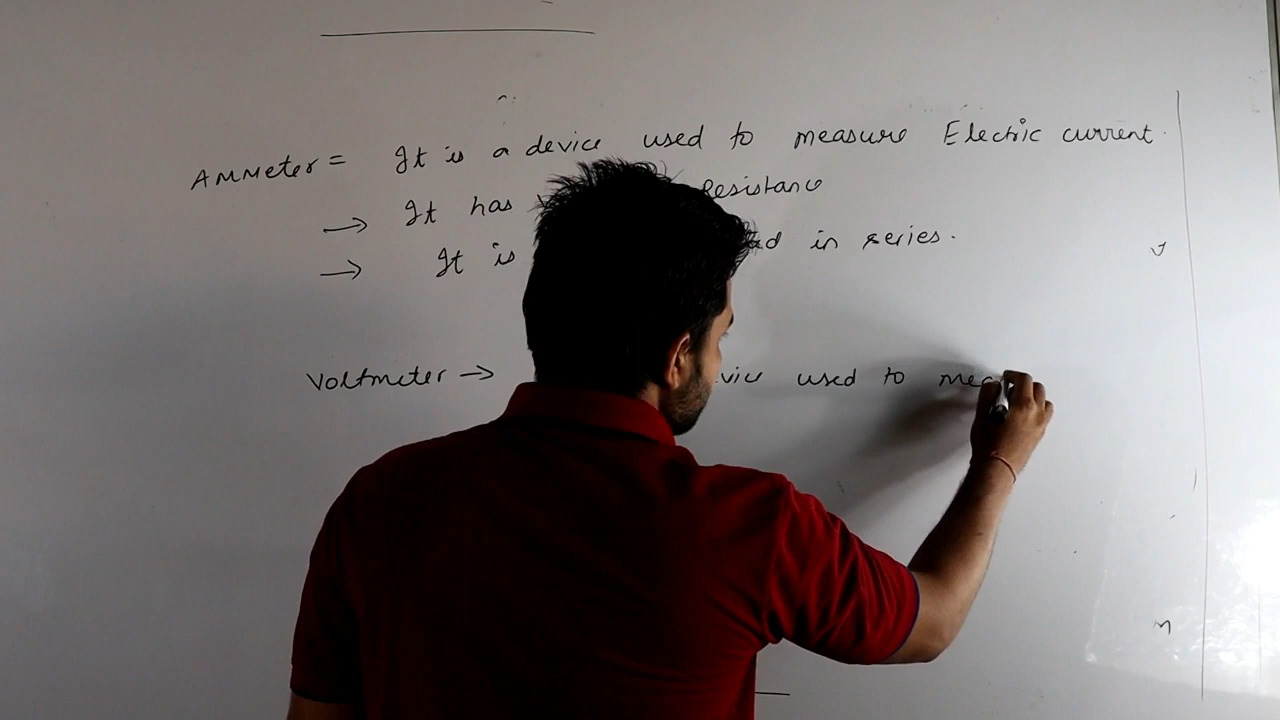 AMMeter = It is a device used to measure Electric current.
→ It has Resistance
→ It is in series.
Voltmeter → used to mea